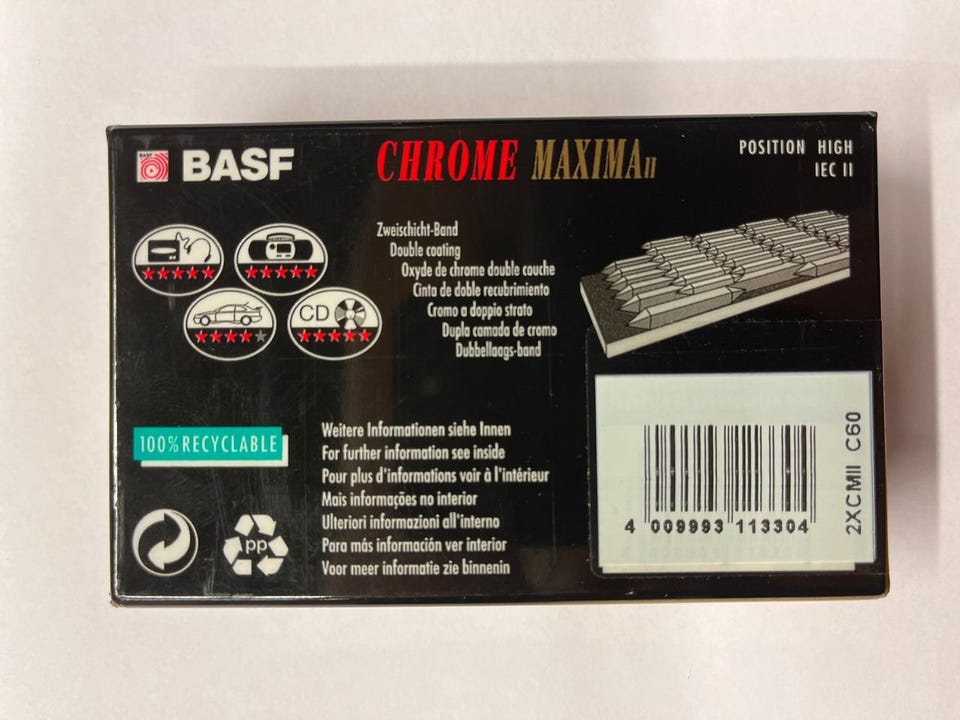 BASF
BASF
CHROME MAXIMA II
POSITION HIGH
IEC II
CD
Zweischicht-Band
Double coating
Oxyde de chrome double couche
Cinta de doble recubrimiento
Cromo a doppio strato
Dupla camada de cromo
Dubbellaags-band
100% RECYCLABLE
pp
Weitere Informationen siehe Innen
For further information see inside
Pour plus d'informations voir à l'intérieur
Mais informações no interior
Ulteriori informazioni all'interno
Para más información ver interior
Voor meer informatie zie binnenin
4 009993 113304
2XCMII C60